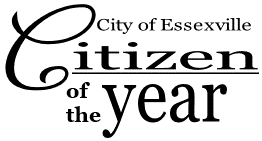 City of Essexville
Citizen
of the year